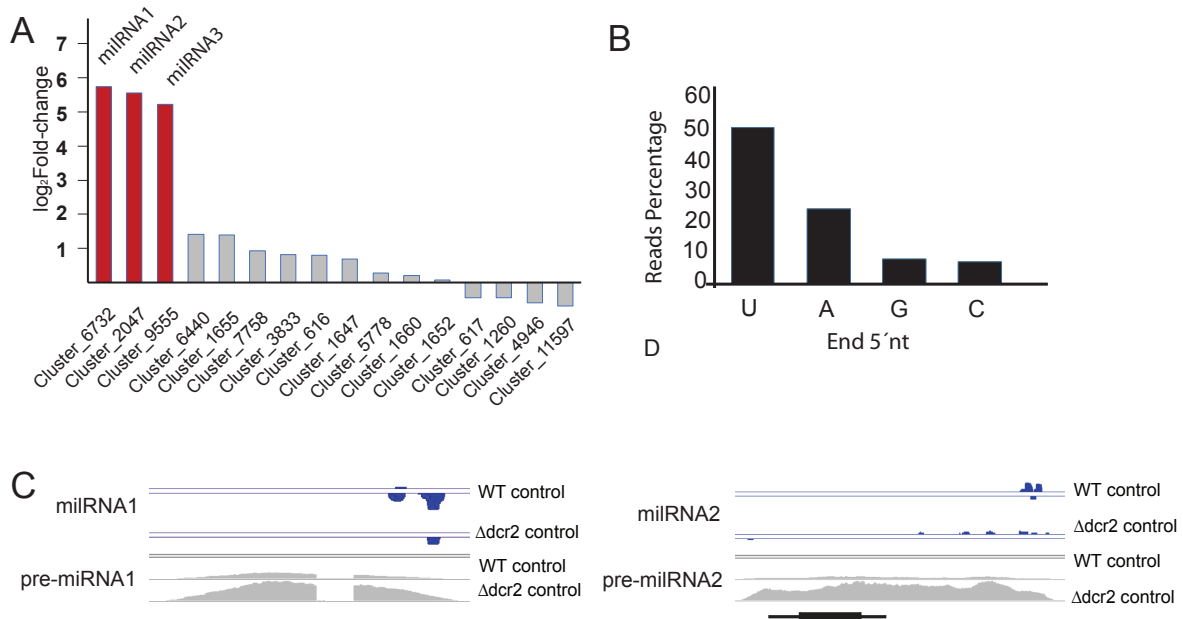 A
log₂Fold-change
7
6
5
4
3
2
1
milRNA1
milRNA2
milRNA3
Cluster_6732
Cluster_2047
Cluster_9555
Cluster_6440
Cluster_1655
Cluster_7758
Cluster_3833
Cluster_616
Cluster_1647
Cluster_5778
Cluster_1660
Cluster_1652
Cluster_617
Cluster_1260
Cluster_4946
Cluster_11597
B
Reads Percentage
60
50
40
30
20
10
0
U A G C
End 5´nt
D
C
milRNA1
WT control
Δdcr2 control
pre-miRNA1
WT control
Δdcr2 control
milRNA2
WT control
Δdcr2 control
pre-milRNA2
WT control
Δdcr2 control